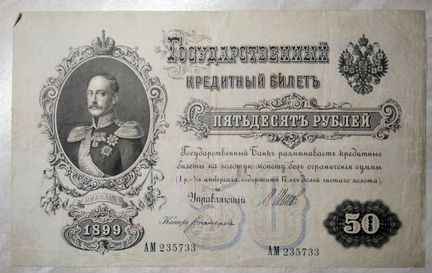 Государственный
кредитный билетъ
пятьдесятъ рублей
Государственный Банкъ размѣниваетъ кредитные
билеты на золотую монету безъ ограниченія суммы
(1 р.=1/15 имперіала, содержитъ 17,424 долей чистаго золота).
Управляющій
Кассиръ
1899
50
АМ 235733
АМ 235733